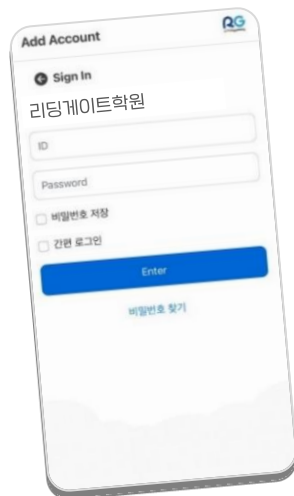 Add Account
RG
Sign In
리딩게이트학원
ID
Password
비밀번호 저장
간편 로그인
Enter
비밀번호 찾기